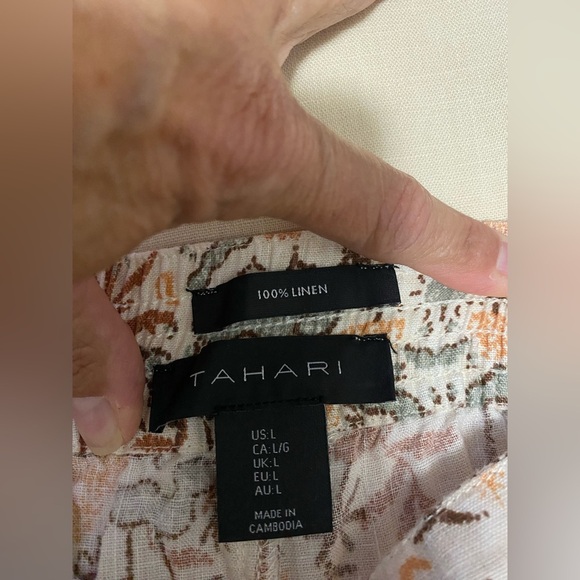 100% LINEN
TAHARI
US:L
CA:L/G
UK:L
EU:L
AU:L
MADE IN
CAMBODIA